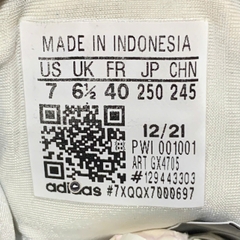 MADE IN INDONESIA
US UK FR JP CHN
7 6½ 40 250 245
12/21
PWI 001001
ART GX4705
#129443303
adidas #7XQQX7000697